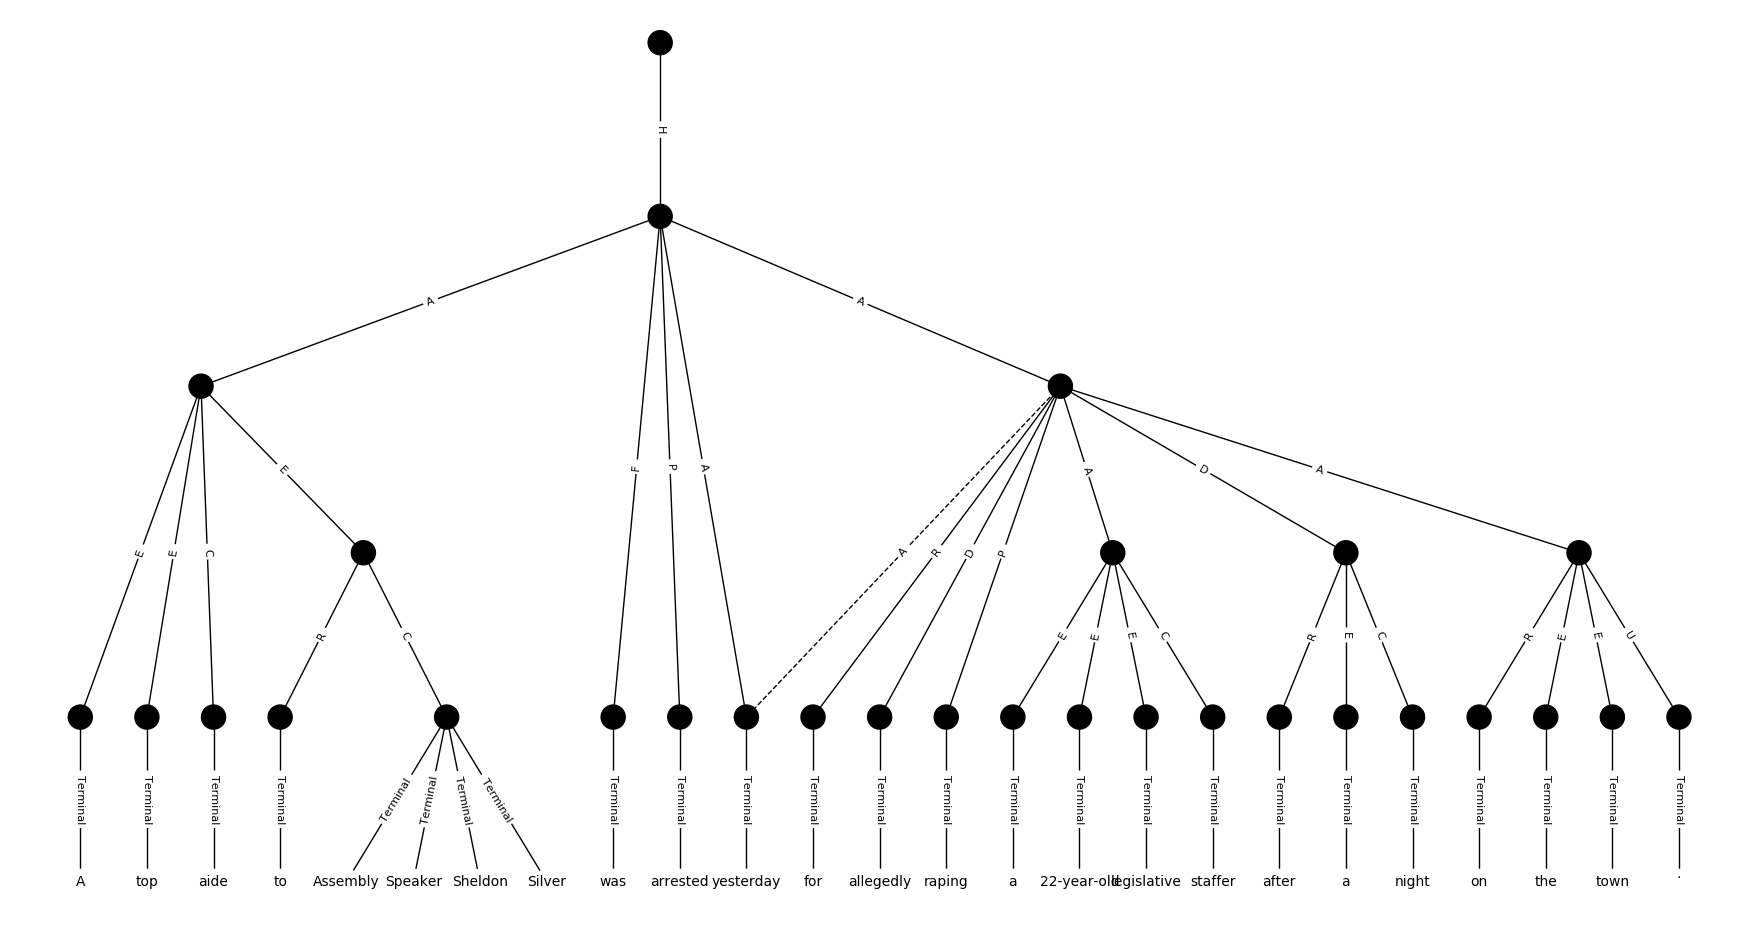 H
A A
F P A
E A D A
E E C A R D P
R C E E E C R E C R E E U
Terminal Terminal Terminal Terminal Terminal Terminal Terminal Terminal Terminal Terminal Terminal Terminal Terminal Terminal Terminal Terminal Terminal Terminal Terminal Terminal Terminal Terminal Terminal Terminal Terminal
A top aide to Assembly Speaker Sheldon Silver was arrested yesterday for allegedly raping a 22-year-old legislative staffer after a night on the town .